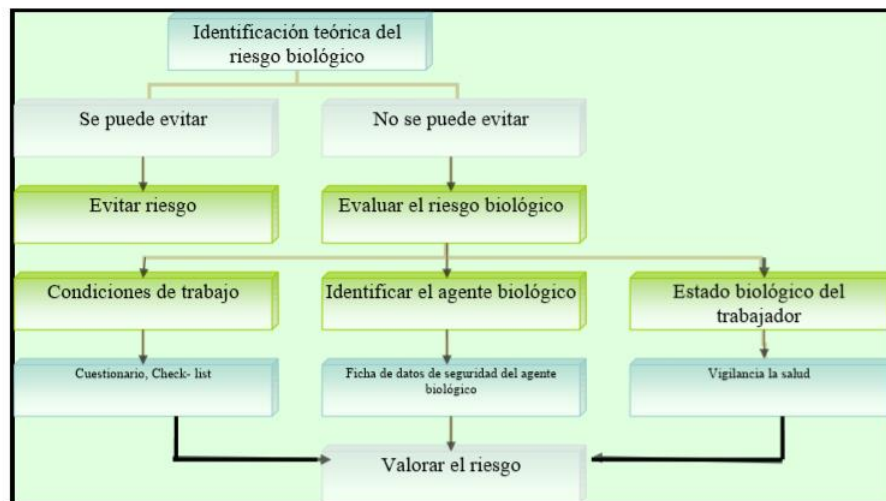 Identificación teórica del
riesgo biológico
Se puede evitar
No se puede evitar
Evitar riesgo
Evaluar el riesgo biológico
Condiciones de trabajo
Identificar el agente biológico
Estado biológico del
trabajador
Cuestionario, Check- list
Ficha de datos de seguridad del agente
biológico
Vigilancia la salud
Valorar el riesgo